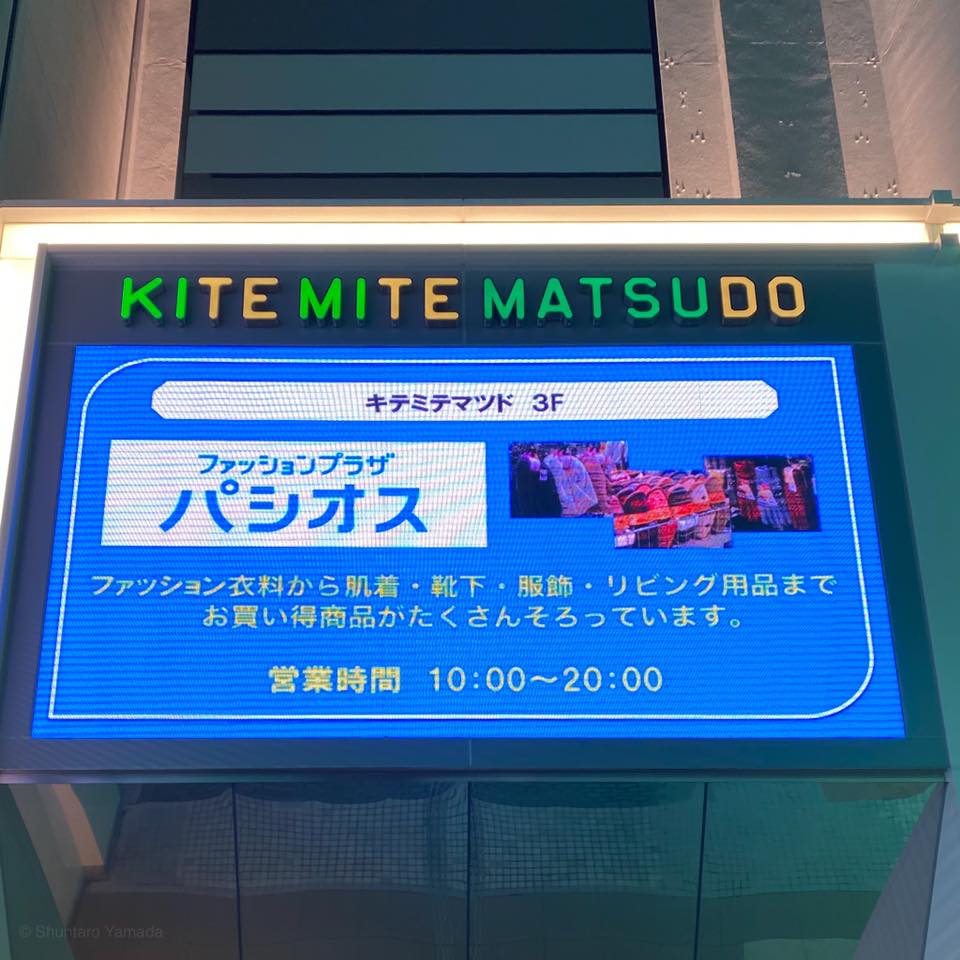 KITE MITE MATSUDO
キテミテマツド 3F
ファッションプラザ
パシオス
ファッション衣料から肌着・靴下・服飾・リビング用品まで
お買い得商品がたくさんそろっています。
営業時間 10:00～20:00
© Shuntaro Yamada